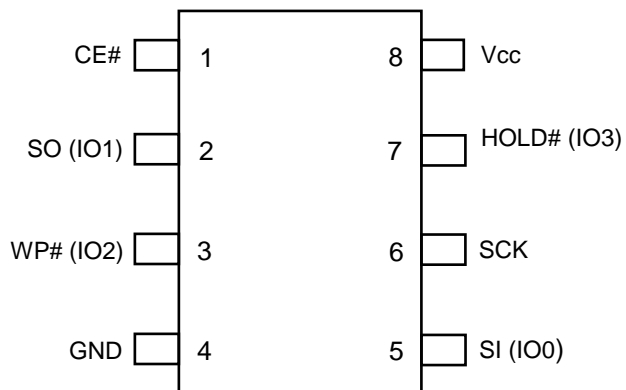 CE# 1 8 Vcc
SO (IO1) 2 7 HOLD# (IO3)
WP# (IO2) 3 6 SCK
GND 4 5 SI (IO0)